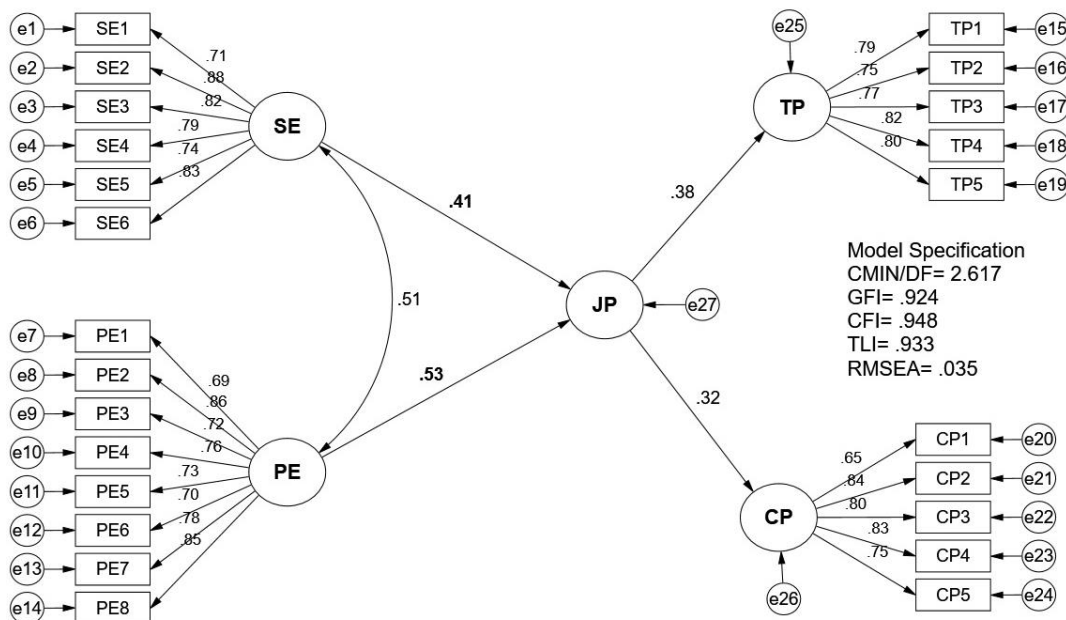 e1 SE1
e2 SE2
e3 SE3
e4 SE4
e5 SE5
e6 SE6
.71
.88
.82
.79
.74
.83
SE
e7 PE1
e8 PE2
e9 PE3
e10 PE4
e11 PE5
e12 PE6
e13 PE7
e14 PE8
.69
.86
.72
.76
.73
.70
.78
.85
PE
.51
.41
.53
JP
e27
.38
.32
e25
TP
.79
.75
.77
.82
.80
TP1 e15
TP2 e16
TP3 e17
TP4 e18
TP5 e19
Model Specification
CMIN/DF= 2.617
GFI= .924
CFI= .948
TLI= .933
RMSEA= .035
CP
e26
.65
.84
.80
.83
.75
CP1 e20
CP2 e21
CP3 e22
CP4 e23
CP5 e24